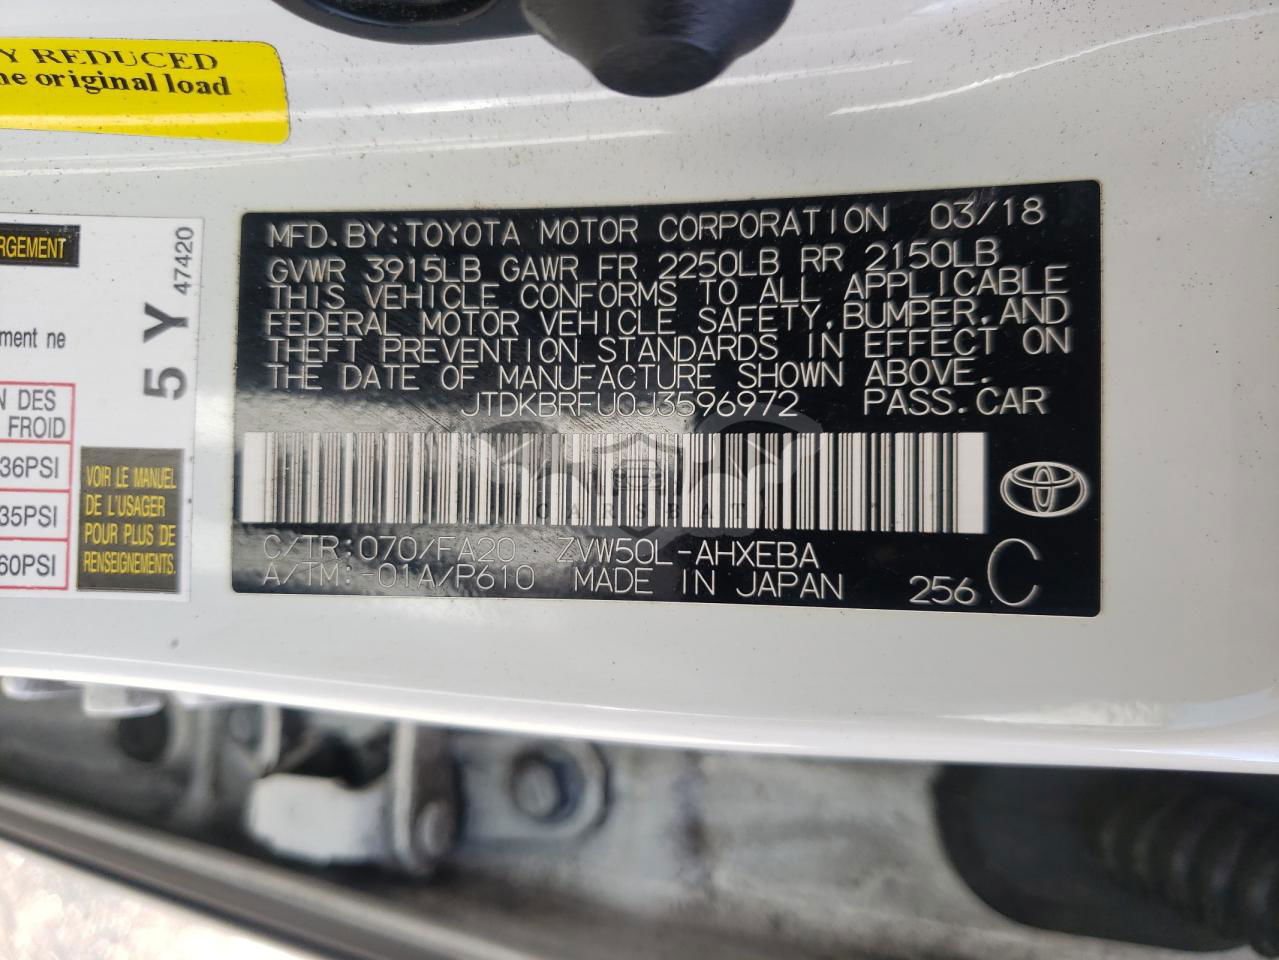 Y REDUCED
he original load
RGEMENT
ment ne
N DES
FROID
36PSI
35PSI
60PSI
5 Y 47420
VOIR LE MANUEL
DE L'USAGER
POUR PLUS DE
RENSEIGNEMENTS.
MFD.BY:TOYOTA MOTOR CORPORATION 03/18
GVWR 3915LB GAWR FR 2250LB RR 2150LB
THIS VEHICLE CONFORMS TO ALL APPLICABLE
FEDERAL MOTOR VEHICLE SAFETY,BUMPER,AND
THEFT PREVENTION STANDARDS IN EFFECT ON
THE DATE OF MANUFACTURE SHOWN ABOVE.
JTDKBRFU0J3596972 PASS.CAR
CARSBAT
C/TR:070/FA20 ZVW50L-AHXEBA
A/TM:-01A/P610 MADE IN JAPAN 256 C